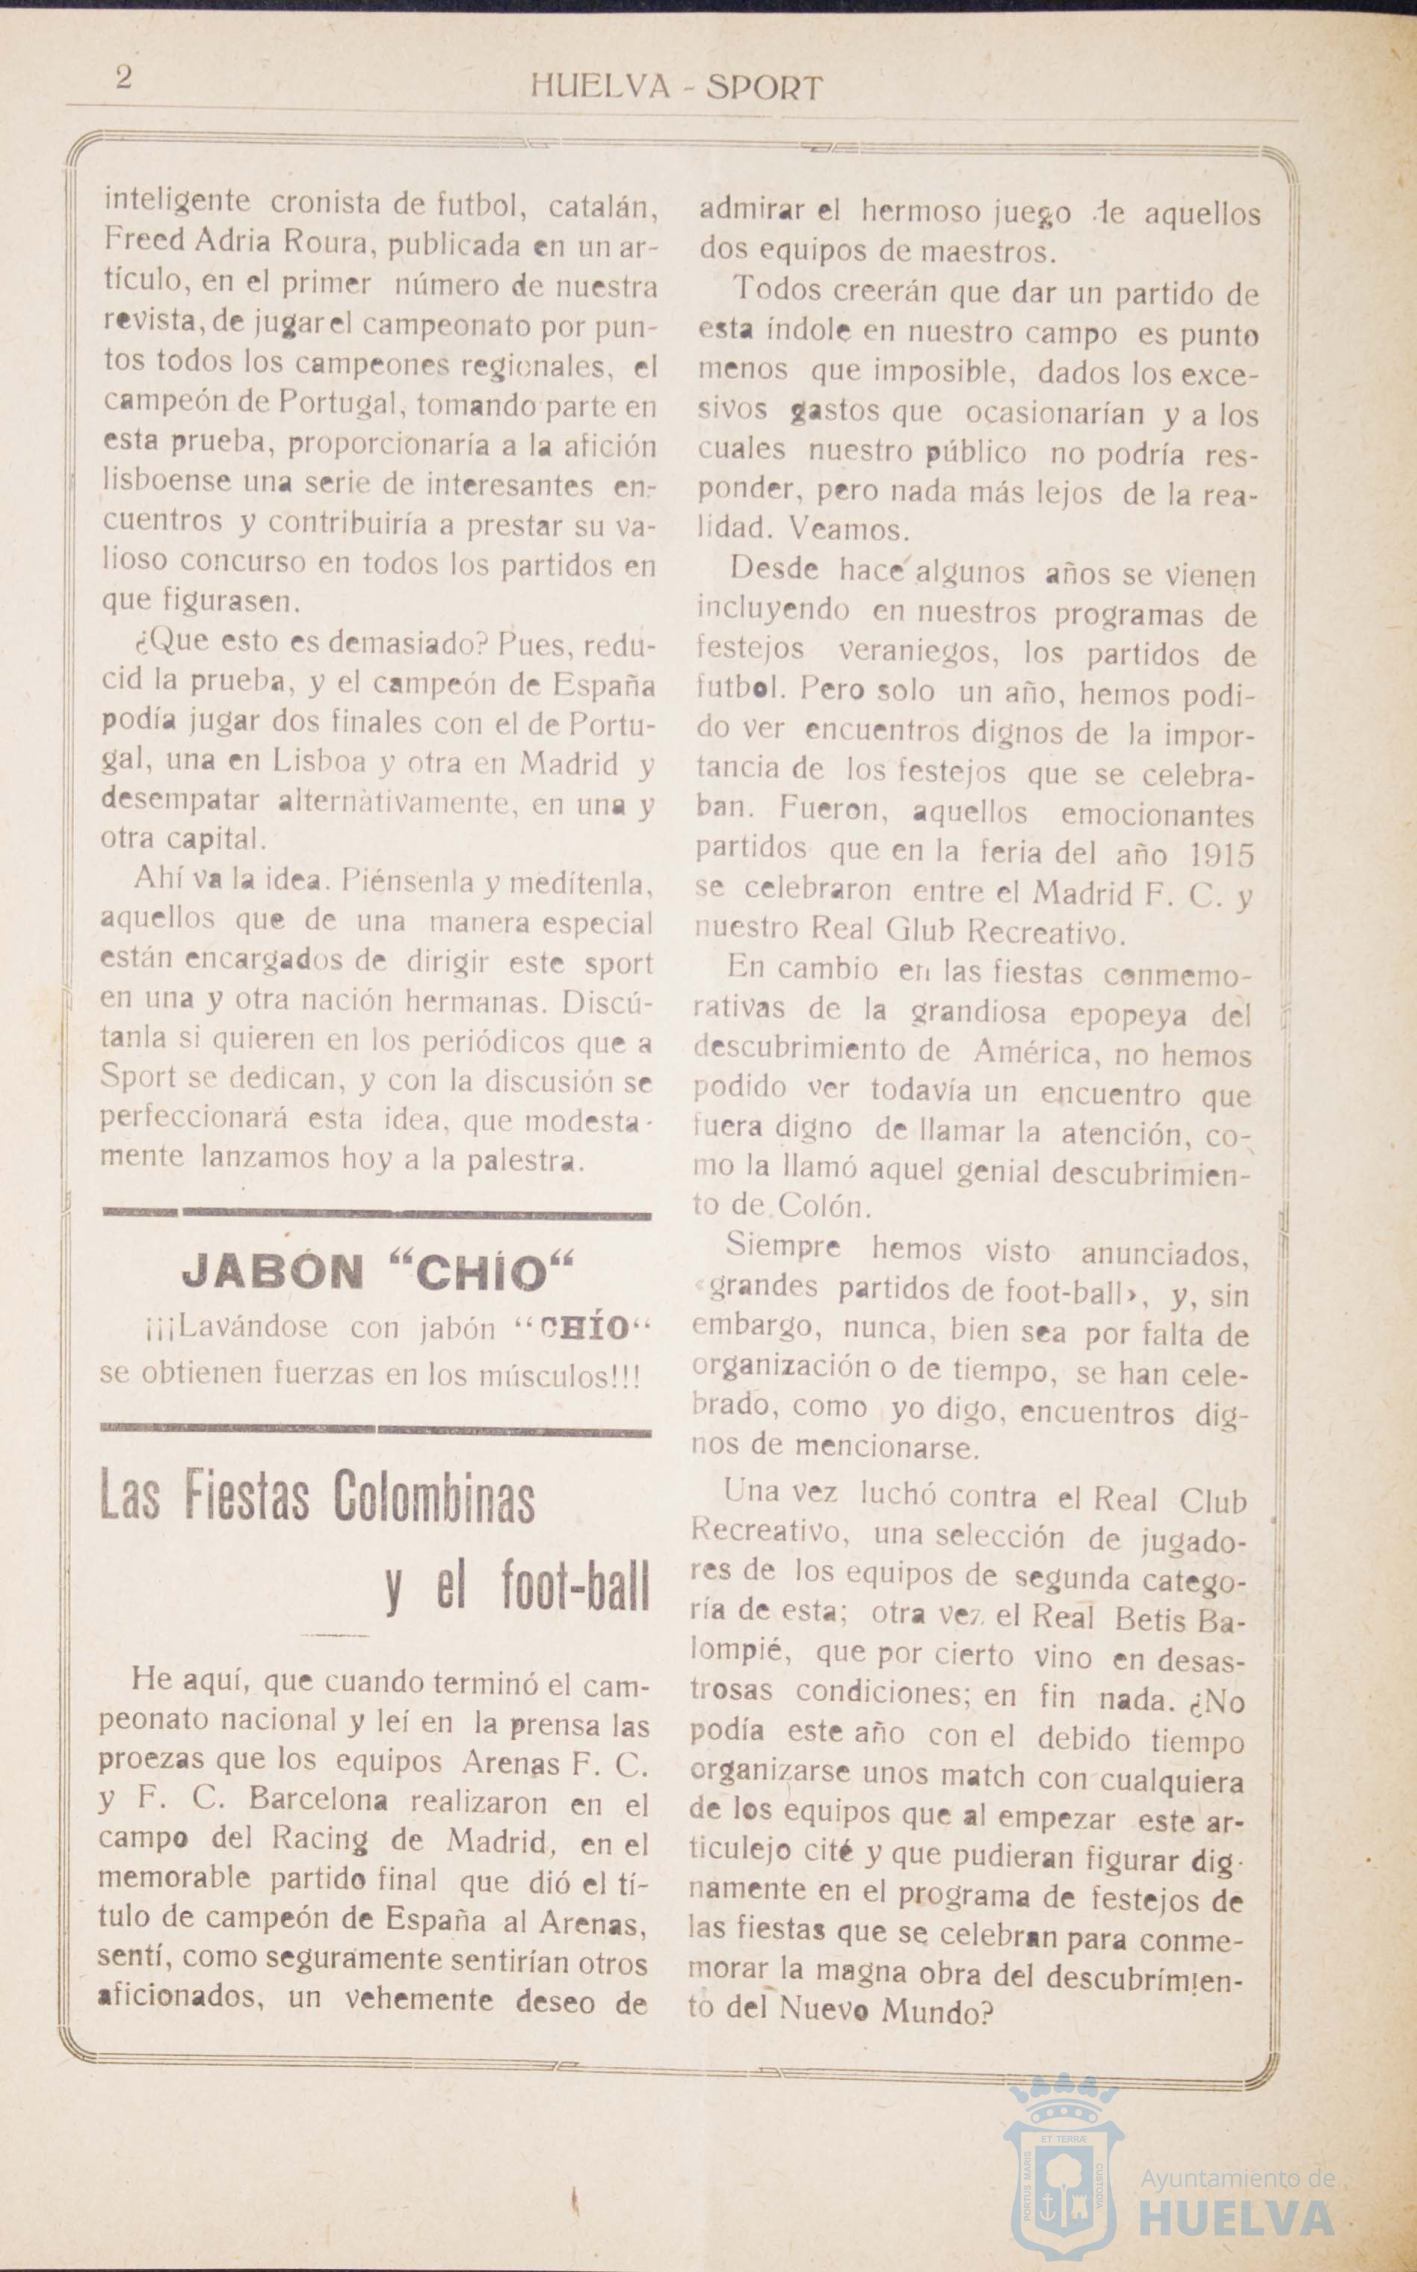 2
HUELVA - SPORT
inteligente cronista de futbol, catalán,
Freed Adria Roura, publicada en un ar-
tículo, en el primer número de nuestra
revista, de jugar el campeonato por pun-
tos todos los campeones regionales, el
campeón de Portugal, tomando parte en
esta prueba, proporcionaría a la afición
lisboense una serie de interesantes en-
cuentros y contribuiría a prestar su va-
lioso concurso en todos los partidos en
que figurasen.
¿Que esto es demasiado? Pues, redu-
cid la prueba, y el campeón de España
podía jugar dos finales con el de Portu-
gal, una en Lisboa y otra en Madrid y
desempatar alternàtivamente, en una y
otra capital.
Ahí va la idea. Piénsenla y medítenla,
aquellos que de una manera especial
están encargados de dirigir este sport
en una y otra nación hermanas. Discú-
tanla si quieren en los periódicos que a
Sport se dedican, y con la discusión se
perfeccionará esta idea, que modesta-
mente lanzamos hoy a la palestra.
JABÓN "CHÍO"
¡¡¡Lavándose con jabón "CHÍO"
se obtienen fuerzas en los músculos!!!
Las Fiestas Colombinas
y el foot-ball
He aquí, que cuando terminó el cam-
peonato nacional y leí en la prensa las
proezas que los equipos Arenas F. C.
y F. C. Barcelona realizaron en el
campo del Racing de Madrid, en el
memorable partido final que dió el tí-
tulo de campeón de España al Arenas,
sentí, como seguramente sentirían otros
aficionados, un vehemente deseo de
admirar el hermoso juego de aquellos
dos equipos de maestros.
Todos creerán que dar un partido de
esta índole en nuestro campo es punto
menos que imposible, dados los exce-
sivos gastos que ocasionarían y a los
cuales nuestro público no podría res-
ponder, pero nada más lejos de la rea-
lidad. Veamos.
Desde hace algunos años se vienen
incluyendo en nuestros programas de
festejos veraniegos, los partidos de
futbol. Pero solo un año, hemos podi-
do ver encuentros dignos de la impor-
tancia de los festejos que se celebra-
ban. Fueron, aquellos emocionantes
partidos que en la feria del año 1915
se celebraron entre el Madrid F. C. y
nuestro Real Glub Recreativo.
En cambio en las fiestas conmemo-
rativas de la grandiosa epopeya del
descubrimiento de América, no hemos
podido ver todavía un encuentro que
fuera digno de llamar la atención, co-
mo la llamó aquel genial descubrimien-
to de Colón.
Siempre hemos visto anunciados,
«grandes partidos de foot-ball», y, sin
embargo, nunca, bien sea por falta de
organización o de tiempo, se han cele-
brado, como yo digo, encuentros dig-
nos de mencionarse.
Una vez luchó contra el Real Club
Recreativo, una selección de jugado-
res de los equipos de segunda catego-
ría de esta; otra vez el Real Betis Ba-
lompié, que por cierto vino en desas-
trosas condiciones; en fin nada. ¿No
podía este año con el debido tiempo
organizarse unos match con cualquiera
de los equipos que al empezar este ar-
ticulejo cité y que pudieran figurar dig-
namente en el programa de festejos de
las fiestas que se celebran para conme-
morar la magna obra del descubrímien-
to del Nuevo Mundo?
ET TERRÆ
PORTUS MARIS
CUSTODIA
Ayuntamiento de
HUELVA